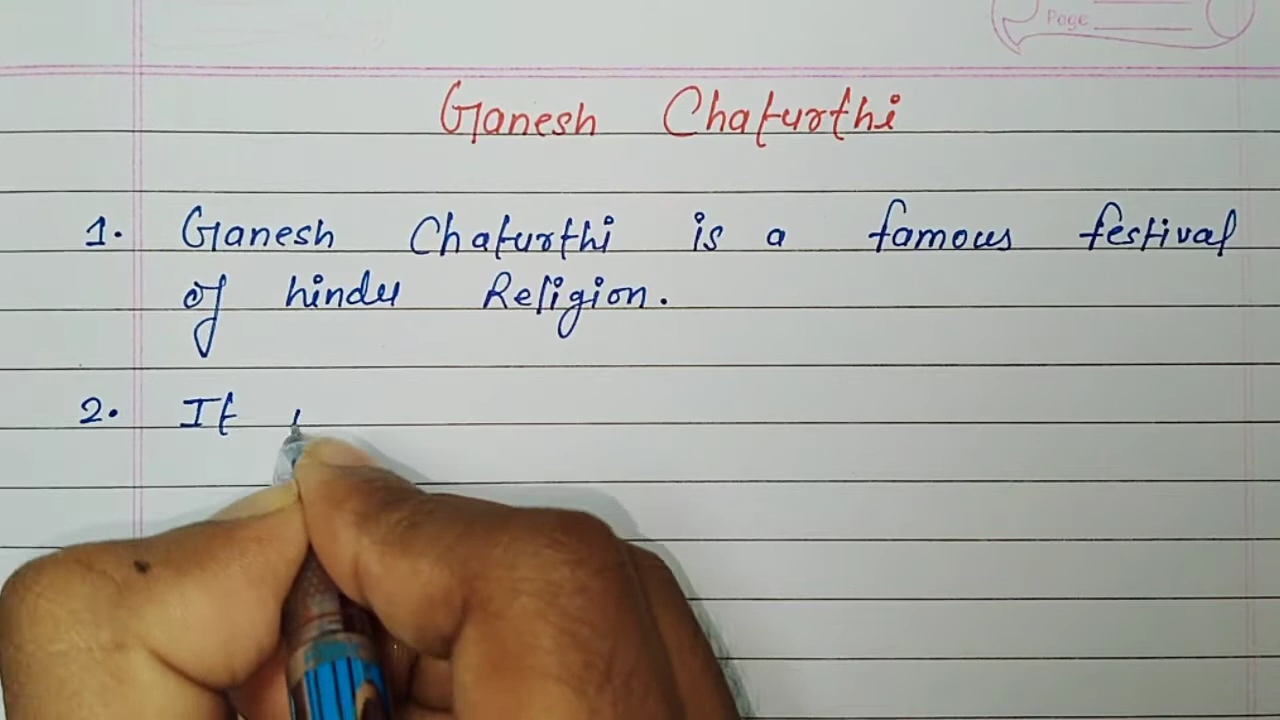 Page
Ganesh Chaturthi
1. Ganesh Chaturthi is a famous festival
of hindu Religion.
2. It